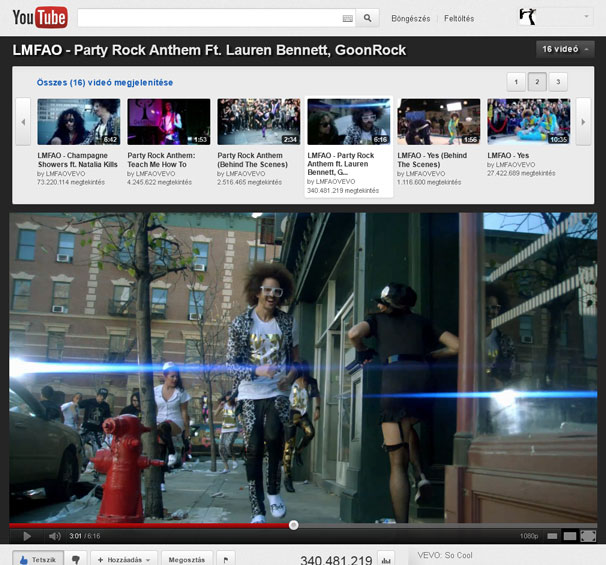 YouTube
Böngészés
Feltöltés
LMFAO - Party Rock Anthem Ft. Lauren Bennett, GoonRock
16 videó
Összes (16) videó megjelenítése
1 2 3
6:42
1:53
2:34
6:16
1:56
10:35
LMFAO - Champagne
Showers ft. Natalia Kills
by LMFAOVEVO
73.220.114 megtekintés
Party Rock Anthem:
Teach Me How To
by LMFAOVEVO
4.245.622 megtekintés
Party Rock Anthem
(Behind The Scenes)
by LMFAOVEVO
2.516.465 megtekintés
LMFAO - Party Rock
Anthem ft. Lauren
Bennett, G...
by LMFAOVEVO
340.481.219 megtekintés
LMFAO - Yes (Behind
The Scenes)
by LMFAOVEVO
1.116.600 megtekintés
LMFAO - Yes
by LMFAOVEVO
27.422.689 megtekintés
3:01 / 6:16
1080p
Tetszik
+ Hozzáadás
Megosztás
340.481.219
VEVO: So Cool